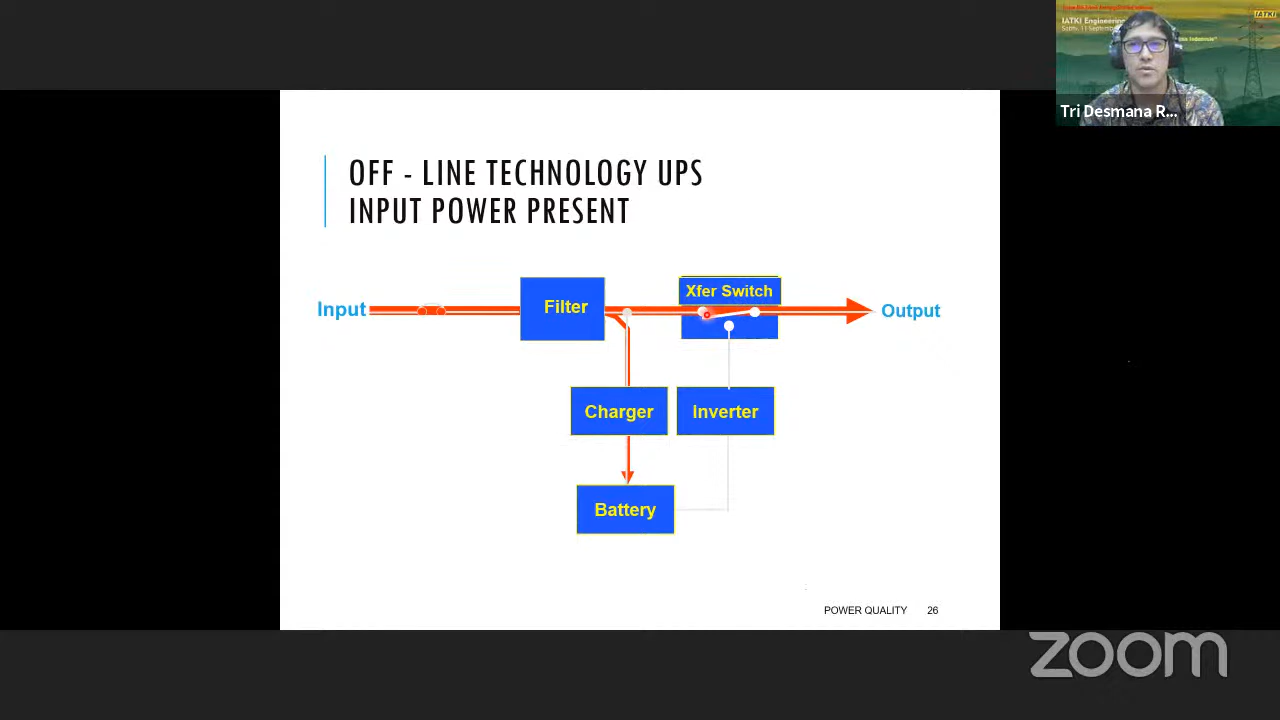 IATKI Engineering
IATKI
Tri Desmana R...
OFF - LINE TECHNOLOGY UPS
INPUT POWER PRESENT
Input
Filter
Xfer Switch
Output
Charger
Inverter
Battery
POWER QUALITY 26
zoom